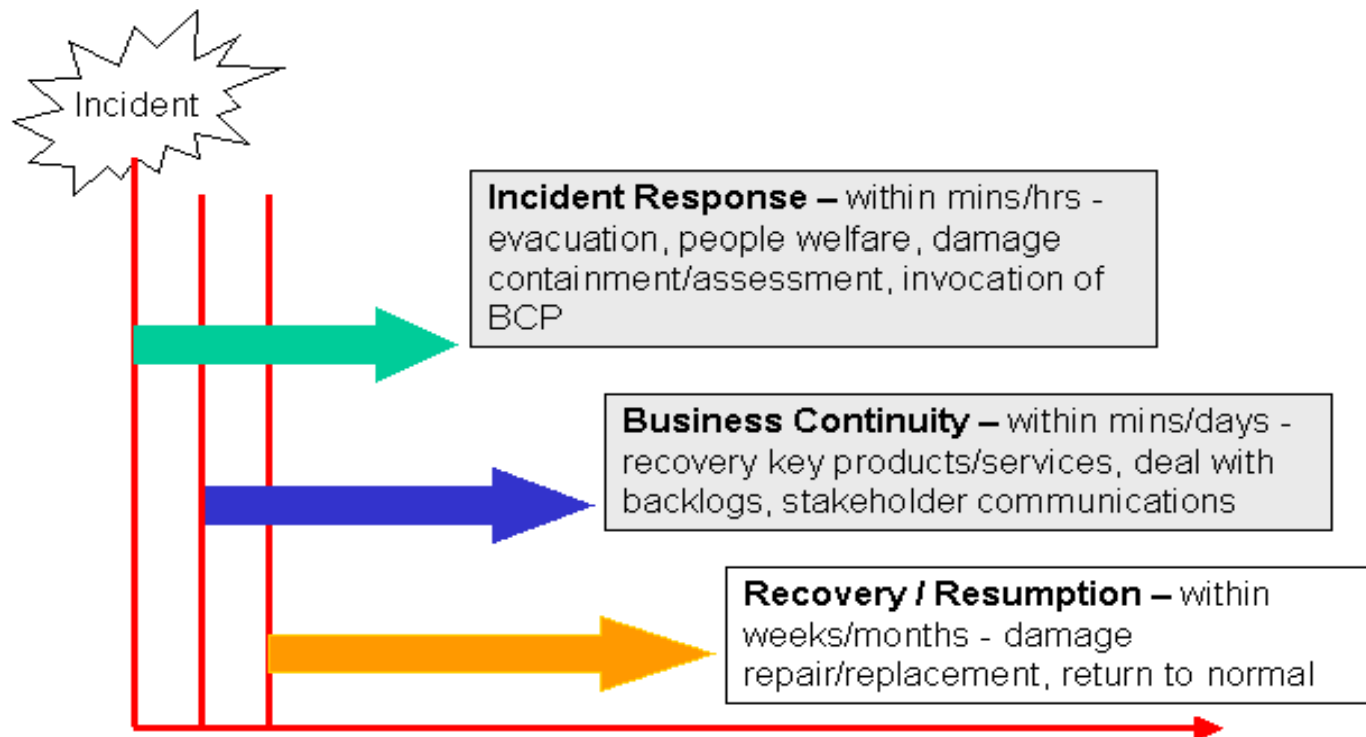 Incident
Incident Response – within mins/hrs -
evacuation, people welfare, damage
containment/assessment, invocation of
BCP
Business Continuity – within mins/days -
recovery key products/services, deal with
backlogs, stakeholder communications
Recovery / Resumption – within
weeks/months - damage
repair/replacement, return to normal